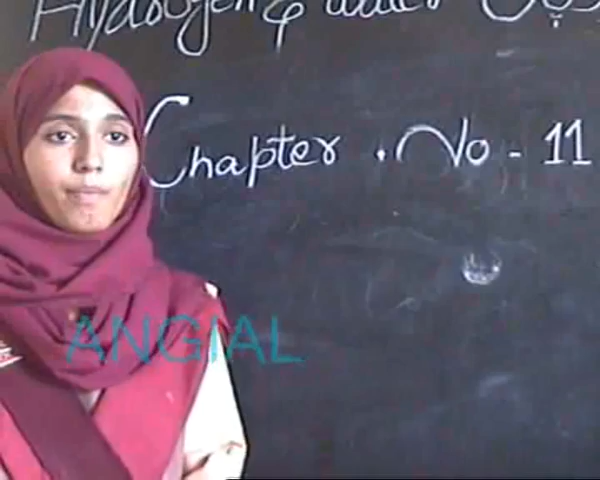 Hydrogen & water
Chapter . No - 11
ANGIAL